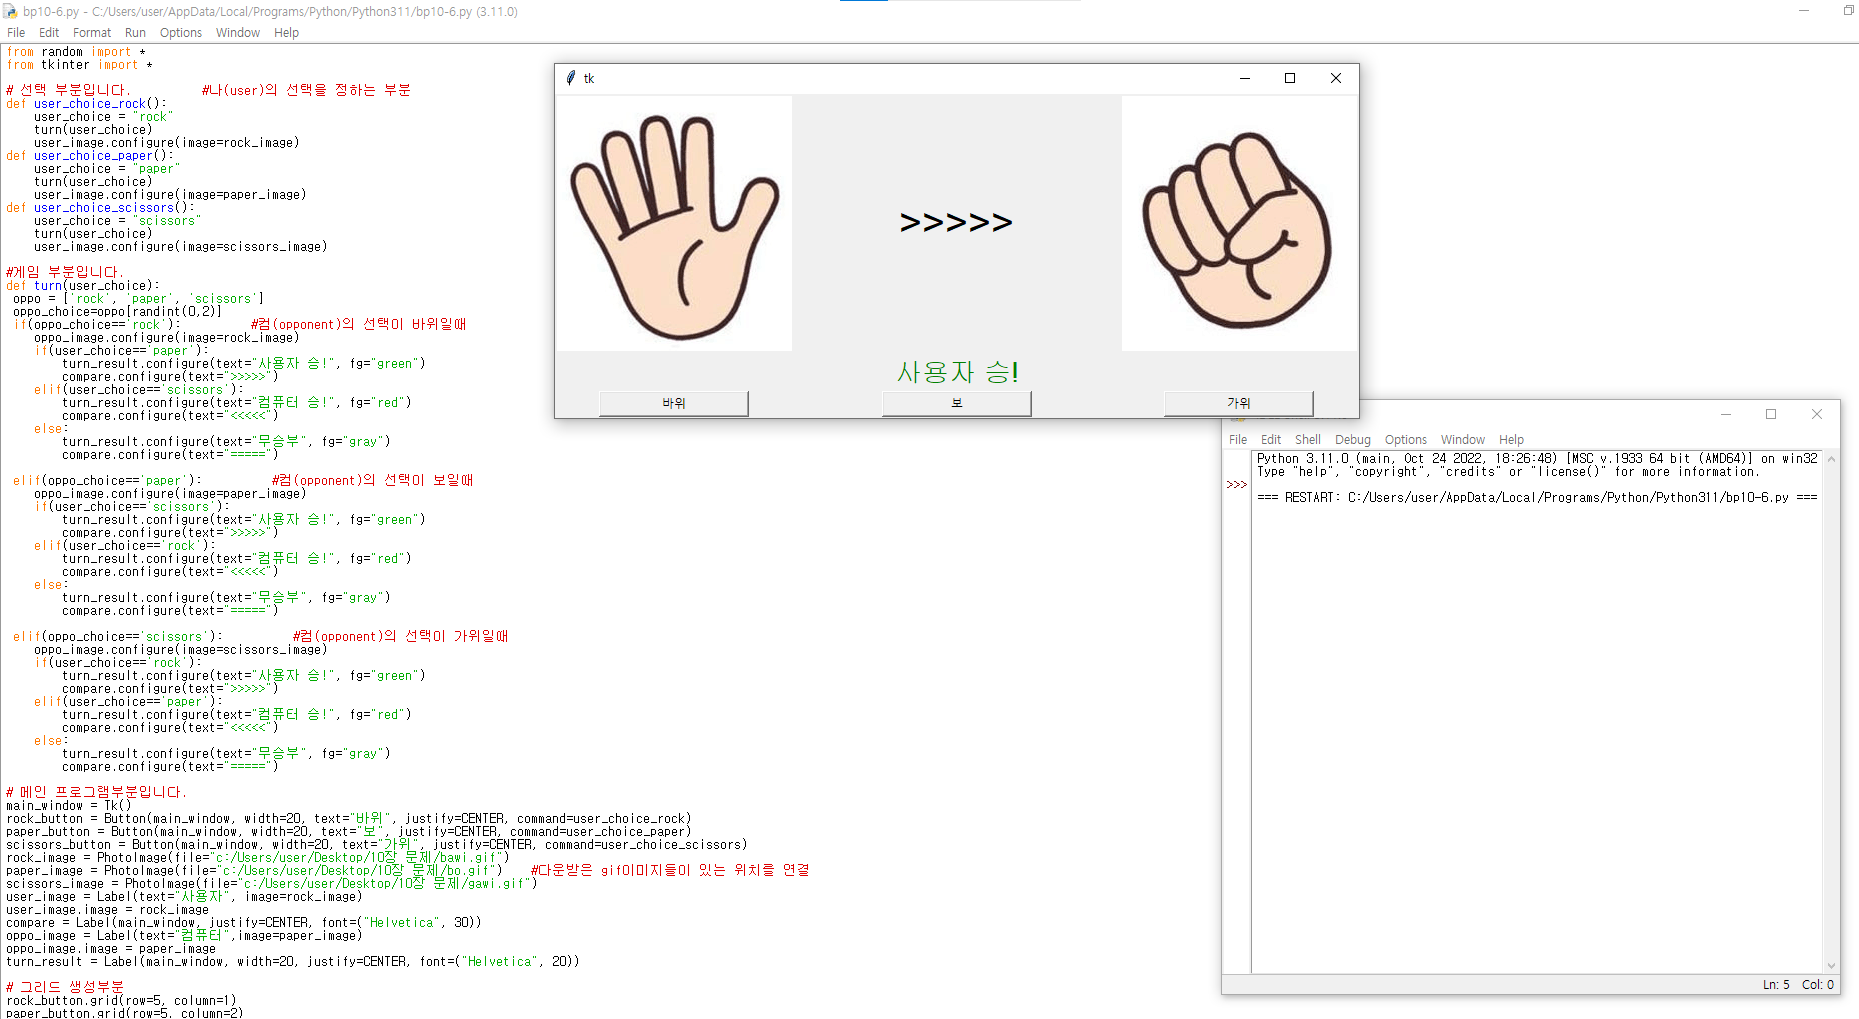 bp10-6.py - C:/Users/user/AppData/Local/Programs/Python/Python311/bp10-6.py (3.11.0)
File Edit Format Run Options Window Help
from random import *
from tkinter import *
# 선택 부분입니다. #나(user)의 선택을 정하는 부분
def user_choice_rock():
user_choice = "rock"
turn(user_choice)
user_image.configure(image=rock_image)
def user_choice_paper():
user_choice = "paper"
turn(user_choice)
user_image.configure(image=paper_image)
def user_choice_scissors():
user_choice = "scissors"
turn(user_choice)
user_image.configure(image=scissors_image)
#게임 부분입니다.
def turn(user_choice):
oppo = ['rock', 'paper', 'scissors']
oppo_choice=oppo[randint(0,2)]
if(oppo_choice=='rock'): #컴(opponent)의 선택이 바위일때
oppo_image.configure(image=rock_image)
if(user_choice=='paper'):
turn_result.configure(text="사용자 승!", fg="green")
compare.configure(text=">>>>>")
elif(user_choice=='scissors'):
turn_result.configure(text="컴퓨터 승!", fg="red")
compare.configure(text="<<<<<")
else:
turn_result.configure(text="무승부", fg="gray")
compare.configure(text="=====")
elif(oppo_choice=='paper'): #컴(opponent)의 선택이 보일때
oppo_image.configure(image=paper_image)
if(user_choice=='scissors'):
turn_result.configure(text="사용자 승!", fg="green")
compare.configure(text=">>>>>")
elif(user_choice=='rock'):
turn_result.configure(text="컴퓨터 승!", fg="red")
compare.configure(text="<<<<<")
else:
turn_result.configure(text="무승부", fg="gray")
compare.configure(text="=====")
elif(oppo_choice=='scissors'): #컴(opponent)의 선택이 가위일때
oppo_image.configure(image=scissors_image)
if(user_choice=='rock'):
turn_result.configure(text="사용자 승!", fg="green")
compare.configure(text=">>>>>")
elif(user_choice=='paper'):
turn_result.configure(text="컴퓨터 승!", fg="red")
compare.configure(text="<<<<<")
else:
turn_result.configure(text="무승부", fg="gray")
compare.configure(text="=====")
# 메인 프로그램부분입니다.
main_window = Tk()
rock_button = Button(main_window, width=20, text="바위", justify=CENTER, command=user_choice_rock)
paper_button = Button(main_window, width=20, text="보", justify=CENTER, command=user_choice_paper)
scissors_button = Button(main_window, width=20, text="가위", justify=CENTER, command=user_choice_scissors)
rock_image = PhotoImage(file="c:/Users/user/Desktop/10장 문제/bawi.gif")
paper_image = PhotoImage(file="c:/Users/user/Desktop/10장 문제/bo.gif") #다운받은 gif이미지들이 있는 위치를 연결
scissors_image = PhotoImage(file="c:/Users/user/Desktop/10장 문제/gawi.gif")
user_image = Label(text="사용자", image=rock_image)
user_image.image = rock_image
compare = Label(main_window, justify=CENTER, font=("Helvetica", 30))
oppo_image = Label(text="컴퓨터",image=paper_image)
oppo_image.image = paper_image
turn_result = Label(main_window, width=20, justify=CENTER, font=("Helvetica", 20))
# 그리드 생성부분
rock_button.grid(row=5, column=1)
paper_button.grid(row=5, column=2)
tk
>>>>>
사용자 승!
바위 보 가위
File Edit Shell Debug Options Window Help
Python 3.11.0 (main, Oct 24 2022, 18:26:48) [MSC v.1933 64 bit (AMD64)] on win32
Type "help", "copyright", "credits" or "license()" for more information.
>>>
=== RESTART: C:/Users/user/AppData/Local/Programs/Python/Python311/bp10-6.py ===
Ln: 5 Col: 0